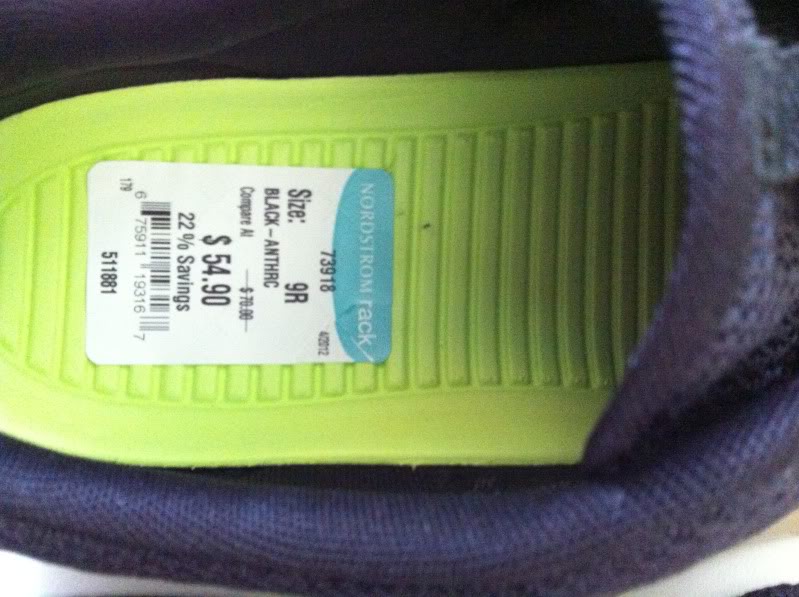 NORDSTROM rack
73918 4/2012
Size: 9R
BLACK-ANTHRC
Compare At $ 70.00
$ 54.90
22 % Savings
6 75911 19316 7
179 511881